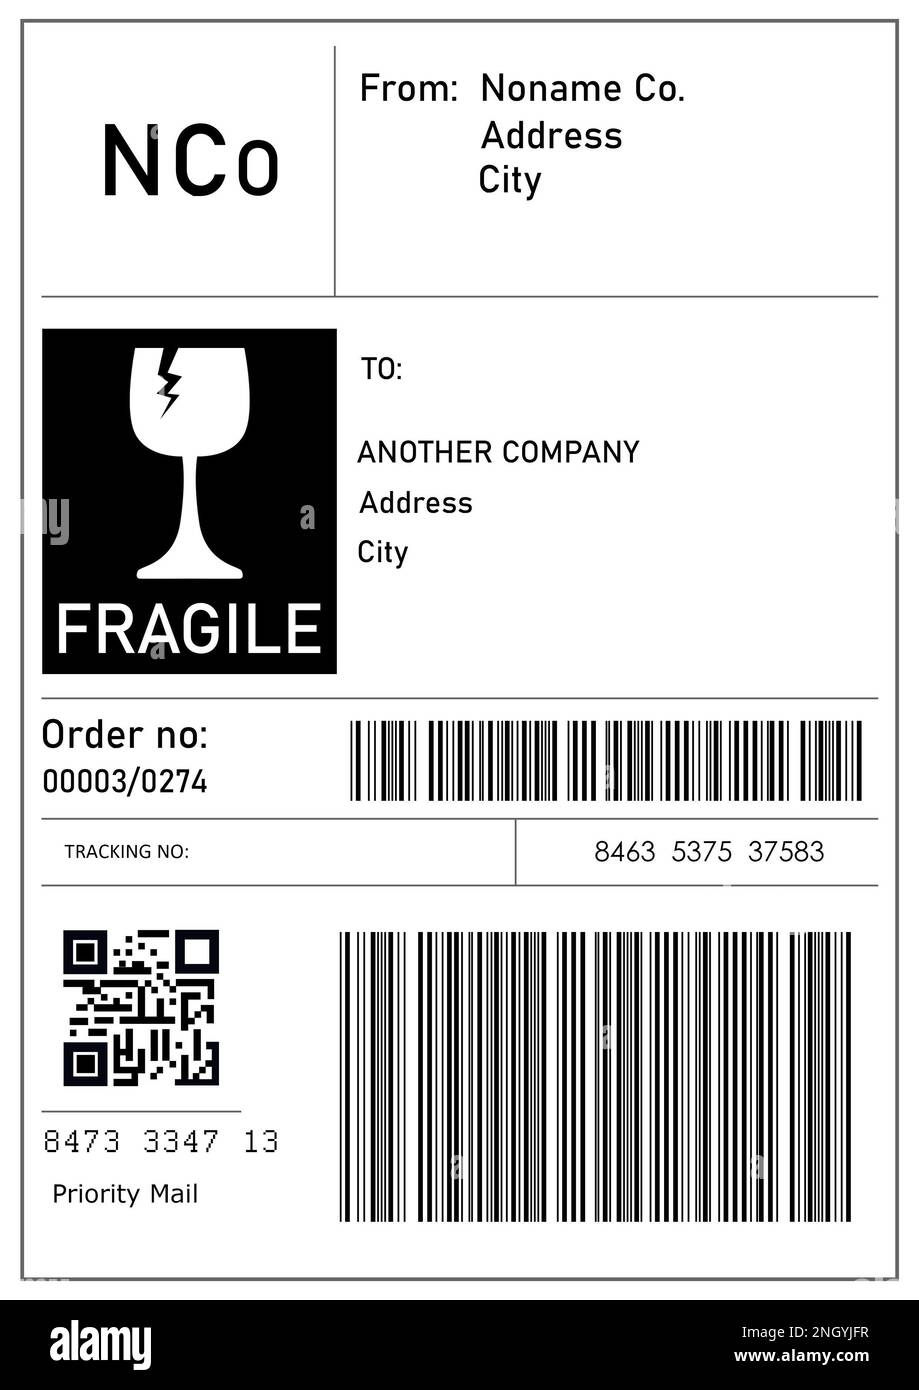 NCo
From: Noname Co.
Address
City
FRAGILE
TO:
ANOTHER COMPANY
Address
City
Order no:
00003/0274
TRACKING NO:
8463 5375 37583
8473 3347 13
Priority Mail
alamy
Image ID: 2NGYJFR
www.alamy.com